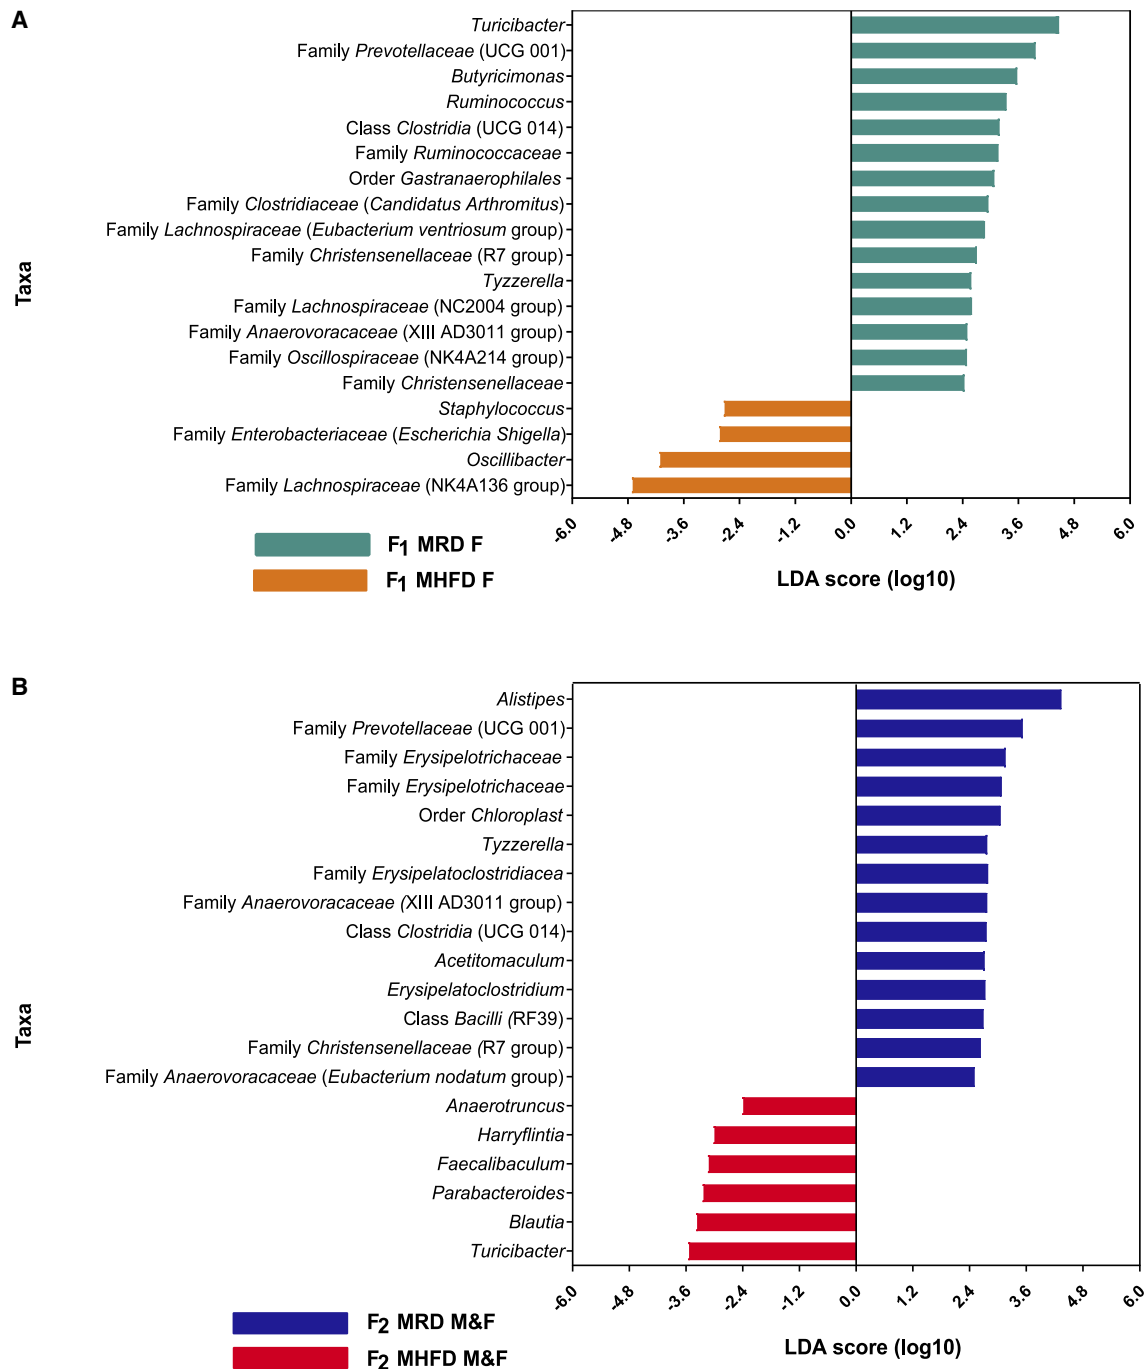 A
Taxa
Turicibacter
Family Prevotellaceae (UCG 001)
Butyricimonas
Ruminococcus
Class Clostridia (UCG 014)
Family Ruminococcaceae
Order Gastranaerophilales
Family Clostridiaceae (Candidatus Arthromitus)
Family Lachnospiraceae (Eubacterium ventriosum group)
Family Christensenellaceae (R7 group)
Tyzzerella
Family Lachnospiraceae (NC2004 group)
Family Anaerovoracaceae (XIII AD3011 group)
Family Oscillospiraceae (NK4A214 group)
Family Christensenellaceae
Staphylococcus
Family Enterobacteriaceae (Escherichia Shigella)
Oscillibacter
Family Lachnospiraceae (NK4A136 group)
-6.0 -4.8 -3.6 -2.4 -1.2 0.0 1.2 2.4 3.6 4.8 6.0
LDA score (log10)
F1 MRD F
F1 MHFD F
B
Taxa
Alistipes
Family Prevotellaceae (UCG 001)
Family Erysipelotrichaceae
Family Erysipelotrichaceae
Order Chloroplast
Tyzzerella
Family Erysipelatoclostridiacea
Family Anaerovoracaceae (XIII AD3011 group)
Class Clostridia (UCG 014)
Acetitomaculum
Erysipelatoclostridium
Class Bacilli (RF39)
Family Christensenellaceae (R7 group)
Family Anaerovoracaceae (Eubacterium nodatum group)
Anaerotruncus
Harryflintia
Faecalibaculum
Parabacteroides
Blautia
Turicibacter
-6.0 -4.8 -3.6 -2.4 -1.2 0.0 1.2 2.4 3.6 4.8 6.0
LDA score (log10)
F2 MRD M&F
F2 MHFD M&F